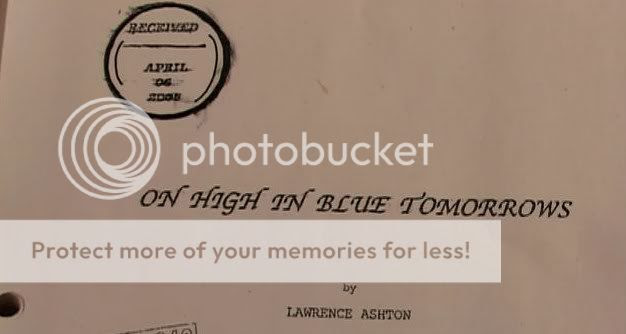 RECEIVED
APRIL
06
photobucket
ON HIGH IN BLUE TOMORROWS
Protect more of your memories for less!
by
LAWRENCE ASHTON